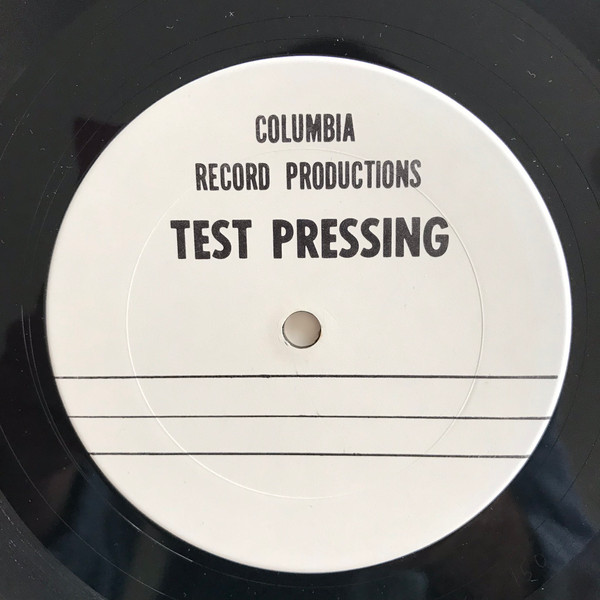 COLUMBIA
RECORD PRODUCTIONS
TEST PRESSING